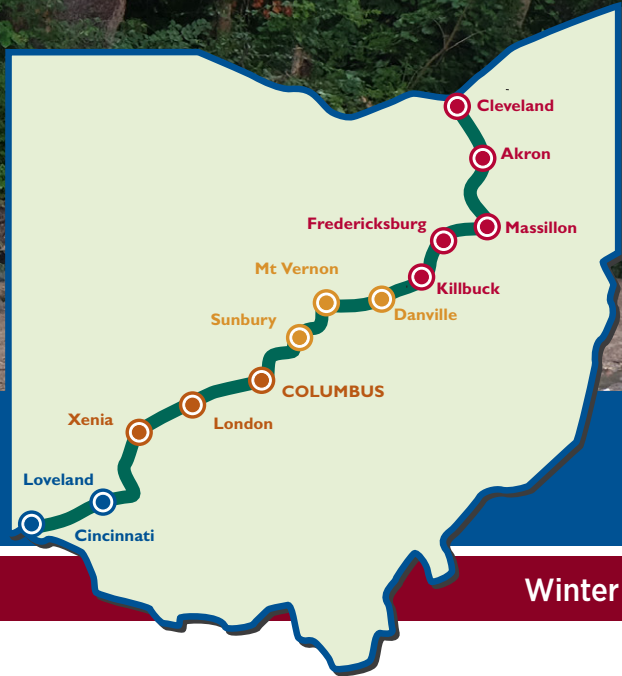 Cleveland
Akron
Fredericksburg
Massillon
Mt Vernon
Killbuck
Sunbury
Danville
COLUMBUS
Xenia
London
Loveland
Cincinnati
Winter